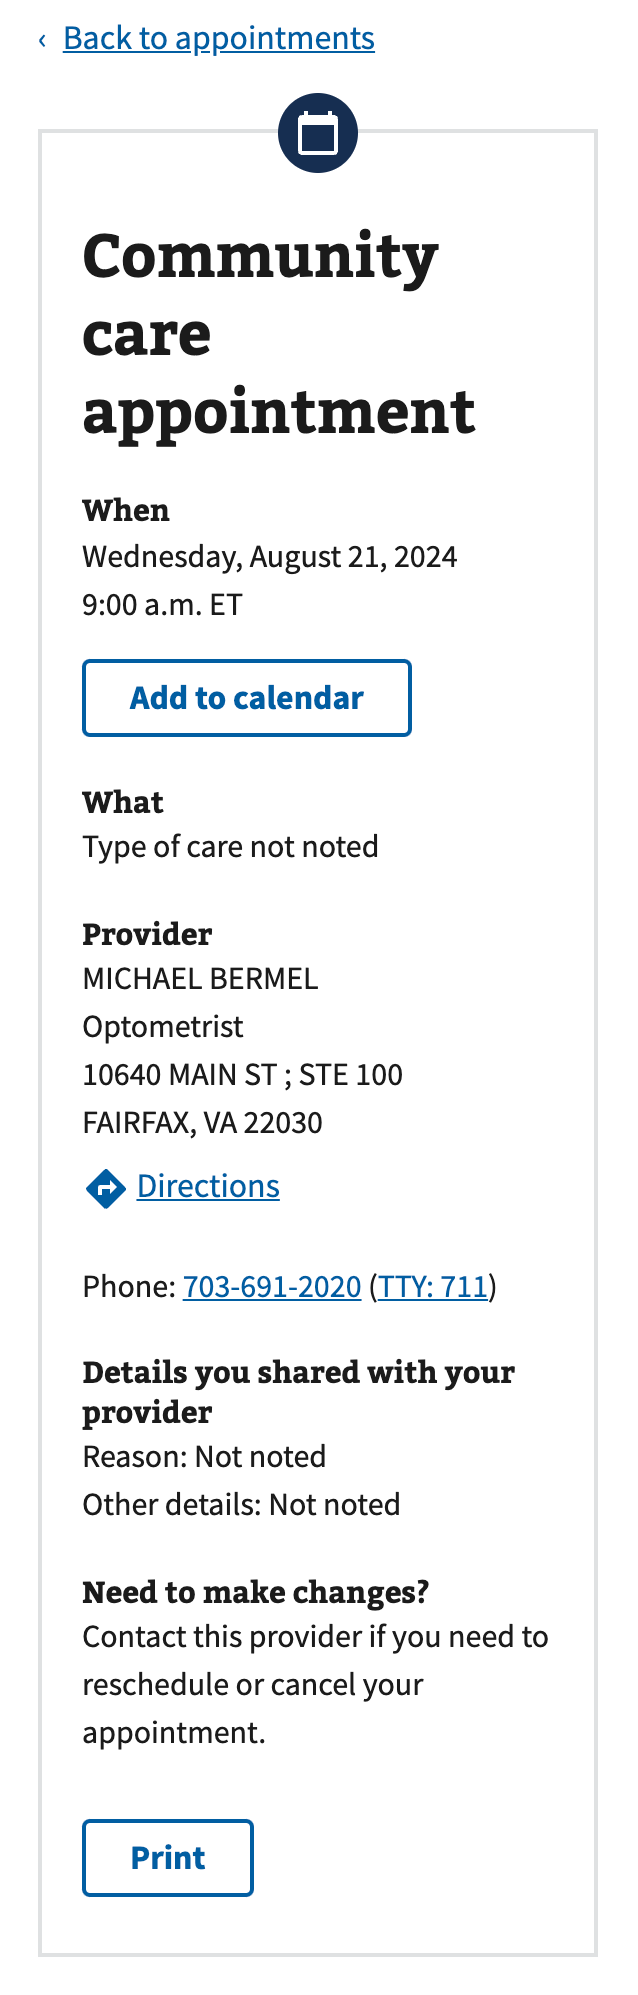 ‹ Back to appointments
Community
care
appointment
When
Wednesday, August 21, 2024
9:00 a.m. ET
Add to calendar
What
Type of care not noted
Provider
MICHAEL BERMEL
Optometrist
10640 MAIN ST ; STE 100
FAIRFAX, VA 22030
Directions
Phone: 703-691-2020 (TTY: 711)
Details you shared with your
provider
Reason: Not noted
Other details: Not noted
Need to make changes?
Contact this provider if you need to
reschedule or cancel your
appointment.
Print